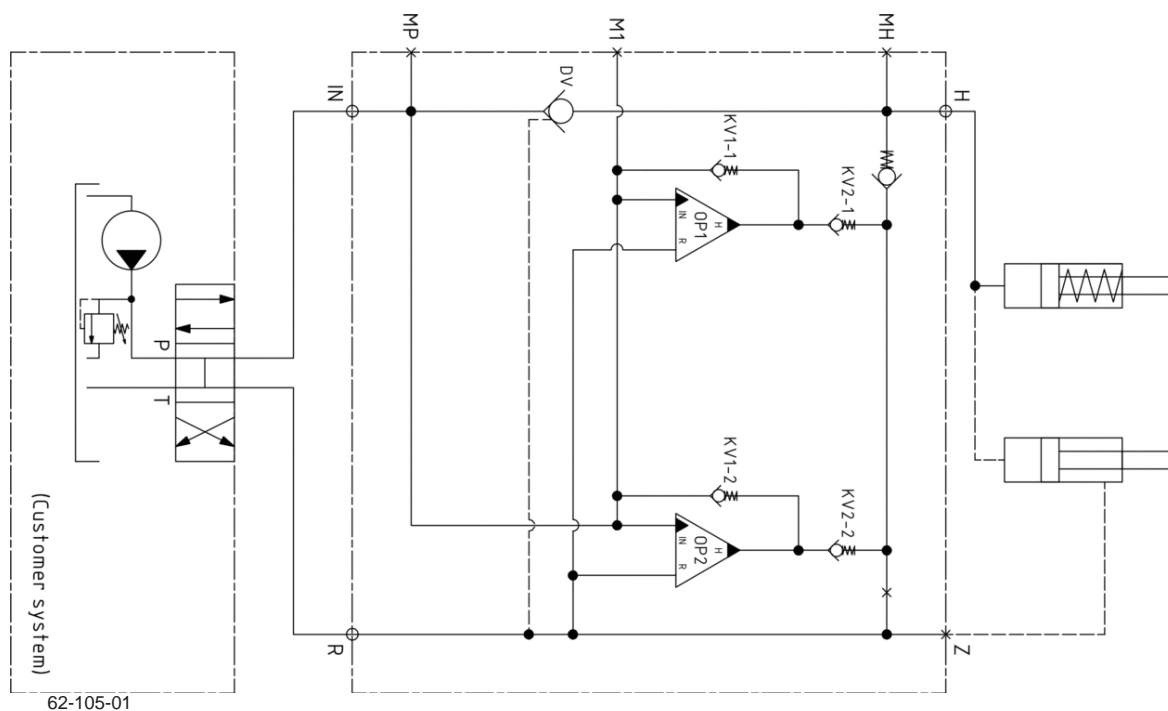 MP
M1
MH
IN
DV
H
KV1-1
KV2-1
IN
H
OP1
R
P
T
KV1-2
KV2-2
IN
H
OP2
R
R
Z
(Customer system)
62-105-01